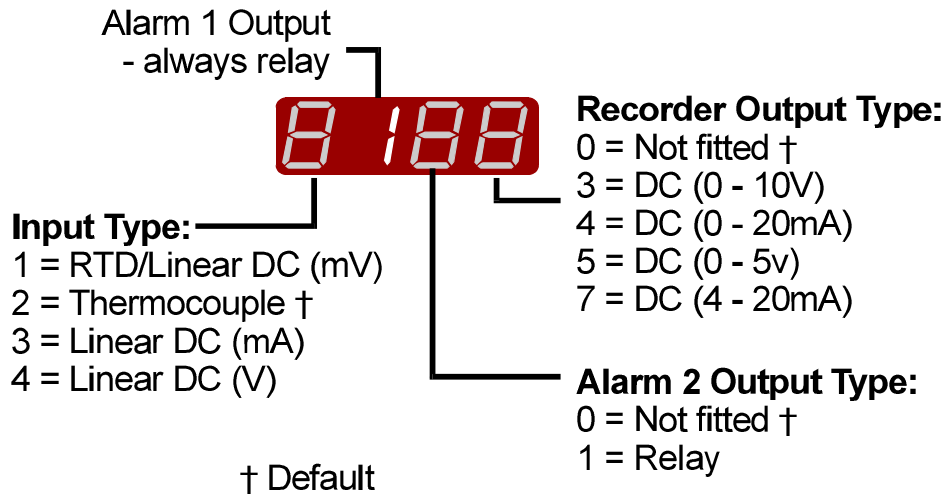 Alarm 1 Output
- always relay
8 188
Recorder Output Type:
0 = Not fitted †
3 = DC (0 - 10V)
4 = DC (0 - 20mA)
5 = DC (0 - 5v)
7 = DC (4 - 20mA)
Input Type:
1 = RTD/Linear DC (mV)
2 = Thermocouple †
3 = Linear DC (mA)
4 = Linear DC (V)
Alarm 2 Output Type:
0 = Not fitted †
1 = Relay
† Default